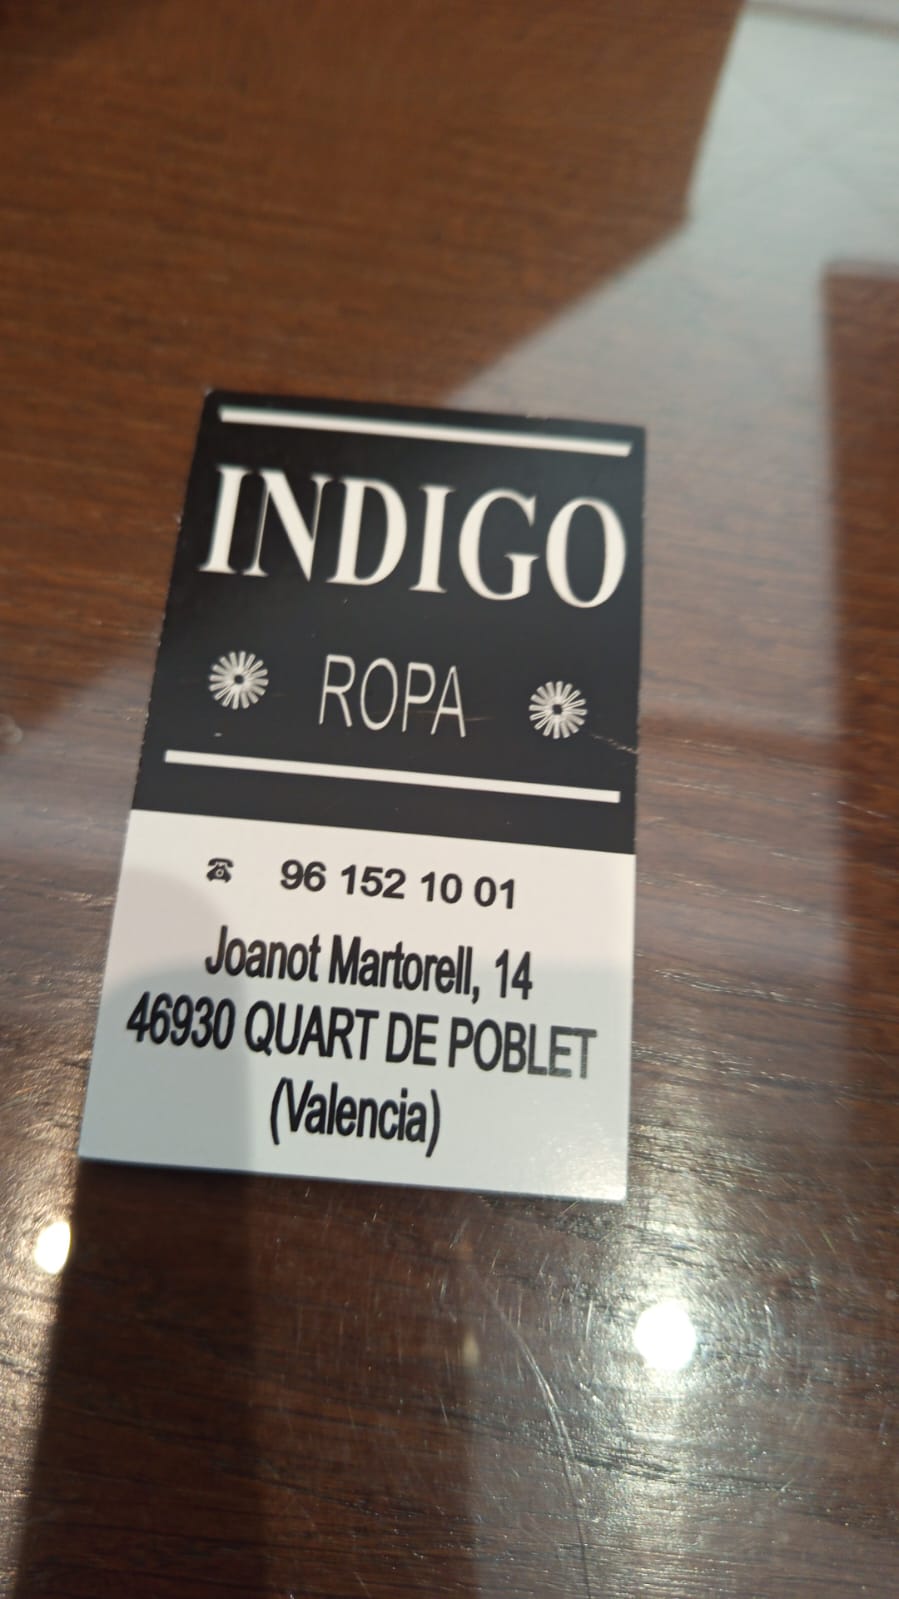 INDIGO
ROPA
☎ 96 152 10 01
Joanot Martorell, 14
46930 QUART DE POBLET
(Valencia)